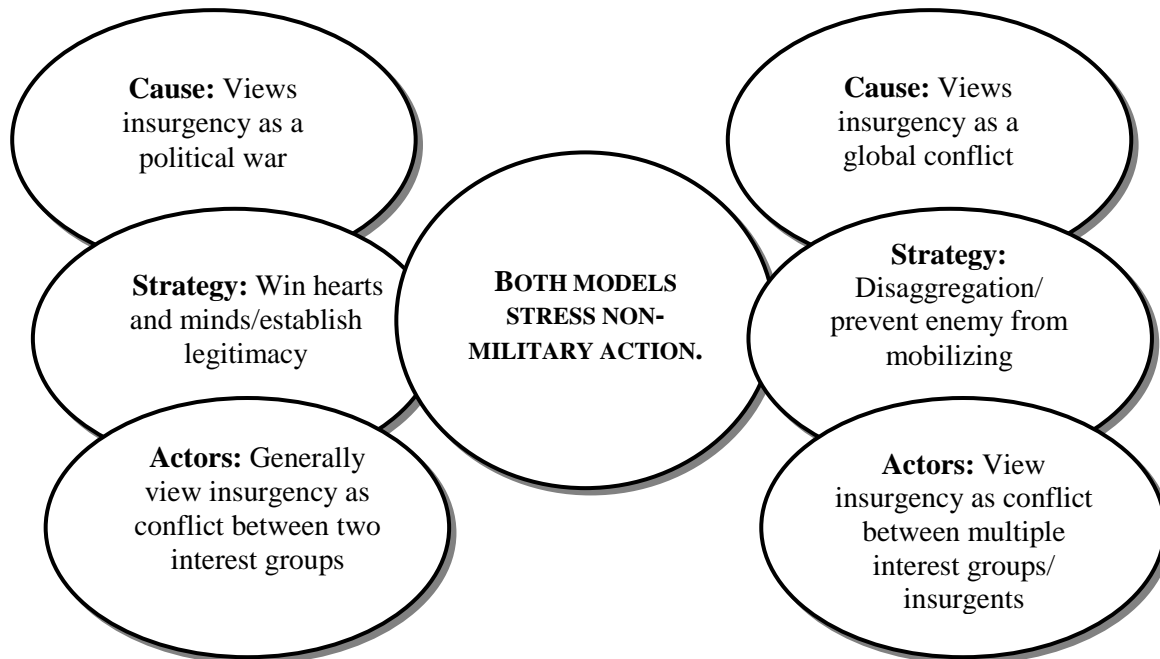 Cause: Views
insurgency as a
political war
Strategy: Win hearts
and minds/establish
legitimacy
Actors: Generally
view insurgency as
conflict between two
interest groups
BOTH MODELS
STRESS NON-
MILITARY ACTION.
Cause: Views
insurgency as a
global conflict
Strategy:
Disaggregation/
prevent enemy from
mobilizing
Actors: View
insurgency as conflict
between multiple
interest groups/
insurgents